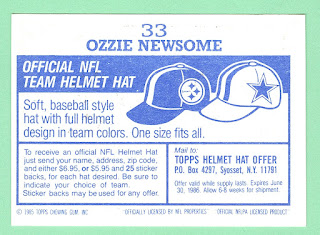 33
OZZIE NEWSOME
OFFICIAL NFL
TEAM HELMET HAT
Soft, baseball style
hat with full helmet
design in team colors. One size fits all.
To receive an official NFL Helmet Hat
just send your name, address, zip code,
and either $6.95, or $5.95 and 25 sticker
backs, for each hat desired. Be sure to
indicate your choice of team.
Sticker backs may be used for any offer.
Mail to:
TOPPS HELMET HAT OFFER
P.O. Box 4297, Syosset, N.Y. 11791
Offer valid while supply lasts. Expires June
30, 1986. Allow 6-8 weeks for shipment
thereafter.
© 1985 TOPPS CHEWING GUM, INC.
OFFICIALLY LICENSED BY NFL PROPERTIES
OFFICIAL NFLPA LICENSED PRODUCT